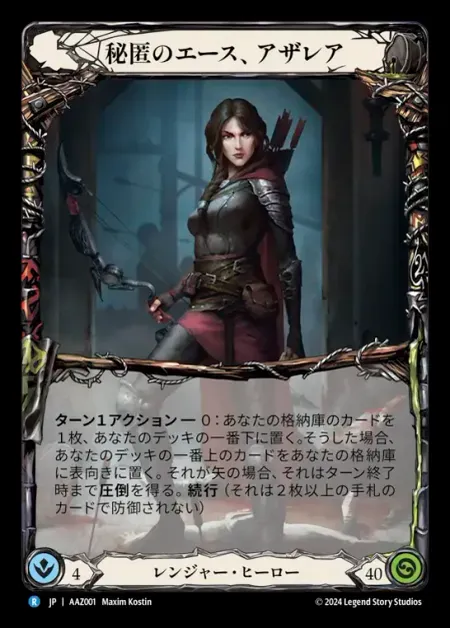 秘匿のエース、アザレア
ターン1アクション ー 0：あなたの格納庫のカードを
１枚、あなたのデッキの一番下に置く。そうした場合、
あなたのデッキの一番上のカードをあなたの格納庫
に表向きに置く。それが矢の場合、それはターン終了
時まで圧倒を得る。続行 (それは２枚以上の手札の
カードで防御されない)
4
レンジャー・ヒーロー
40
R JP | AAZ001 Maxim Kostin
© 2024 Legend Story Studios